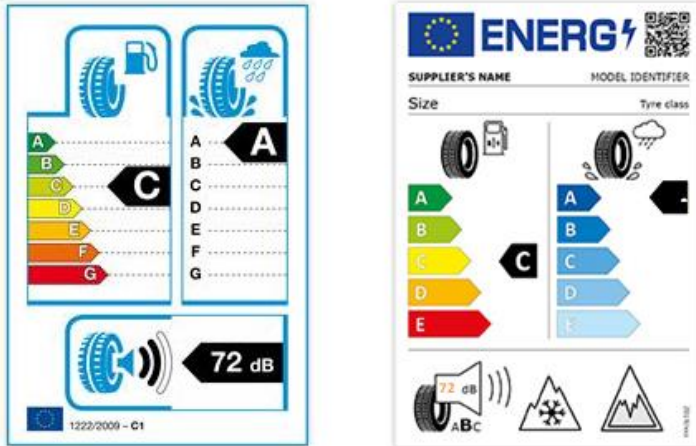 A
A
A
B
B
C
C
C
D
D
E
E
F
F
G
G
72 dB
1222/2009 – C1
ENERG
SUPPLIER'S NAME MODEL IDENTIFIER
Size Tyre class
A
A
B
B
C
C
C
D
D
E
E
72 dB
ABC